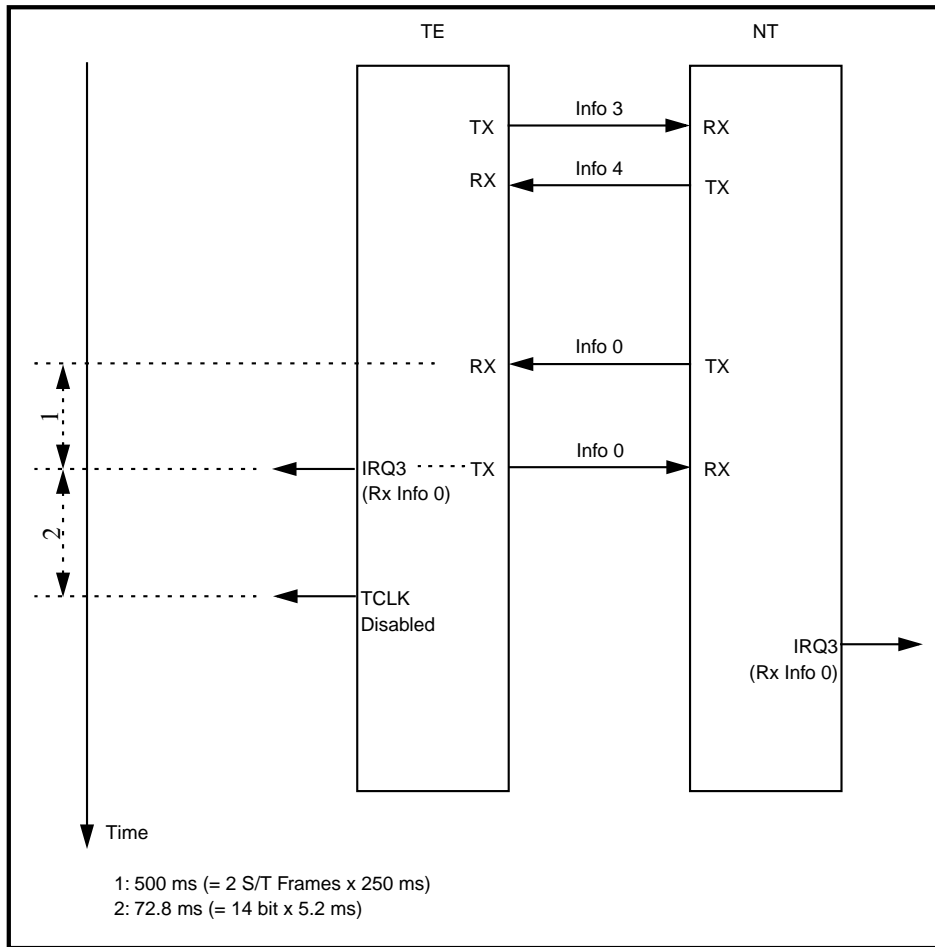 TE NT
TX Info 3 RX
RX Info 4 TX
RX Info 0 TX
1
IRQ3 TX Info 0 RX
(Rx Info 0)
2
TCLK
Disabled
IRQ3
(Rx Info 0)
Time
1: 500 ms (= 2 S/T Frames x 250 ms)
2: 72.8 ms (= 14 bit x 5.2 ms)